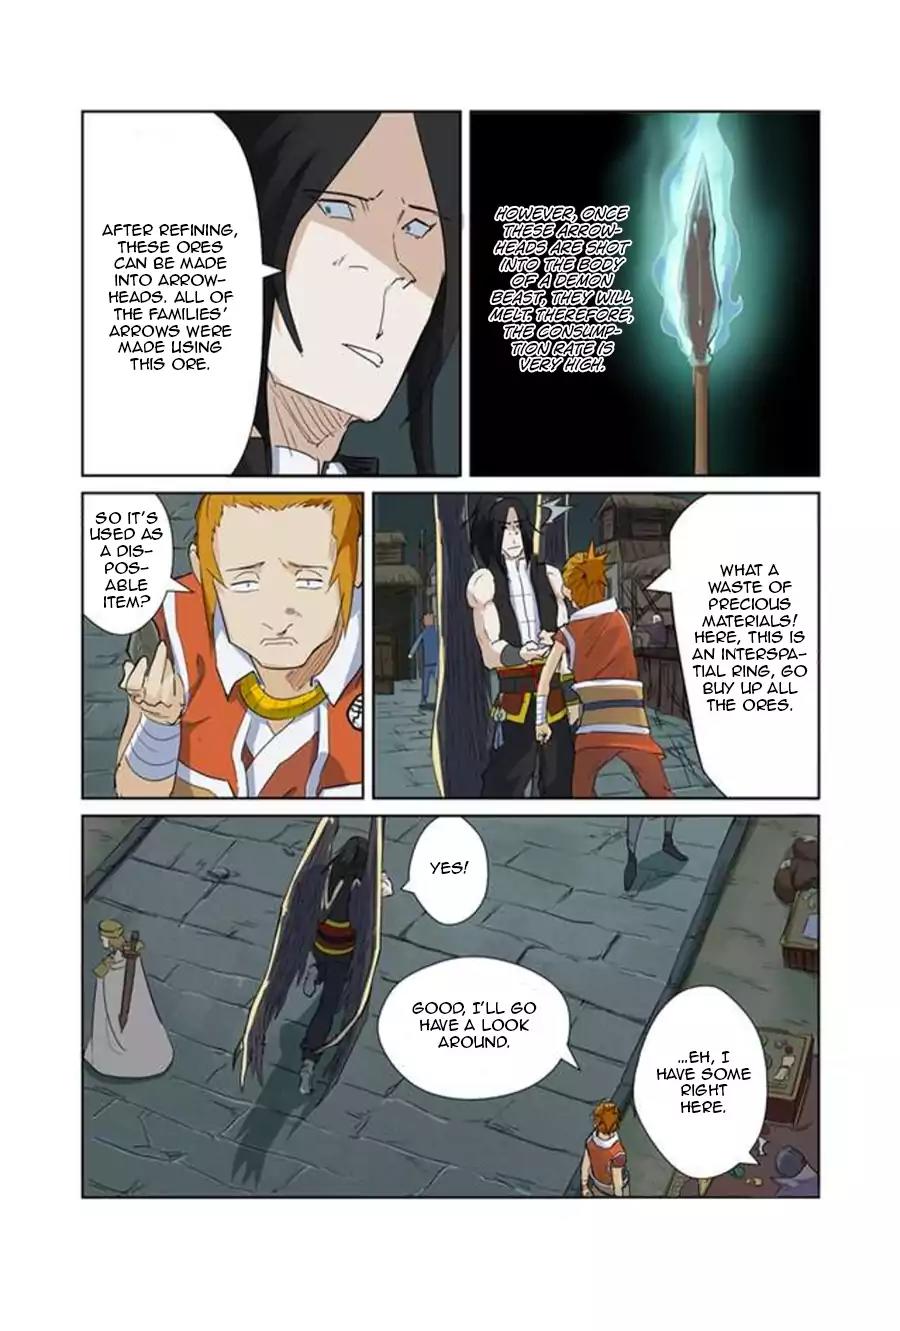 AFTER REFINING,
THESE ORES
CAN BE MADE
INTO ARROW-
HEADS. ALL OF
THE FAMILIES'
ARROWS WERE
MADE USING
THIS ORE.
HOWEVER, ONCE
THESE ARROW-
HEADS ARE SHOT
INTO THE BODY
OF A DEMON
BEAST, THEY WILL
MELT. THEREFORE,
THE CONSUMP-
TION RATE IS
VERY HIGH.
SO IT'S
USED AS
A DIS-
POS-
ABLE
ITEM?
WHAT A
WASTE OF
PRECIOUS
MATERIALS!
HERE, THIS IS
AN INTERSPA-
TIAL RING, GO
BUY UP ALL
THE ORES.
YES!
GOOD, I'LL GO
HAVE A LOOK
AROUND.
...EH, I
HAVE SOME
RIGHT
HERE.